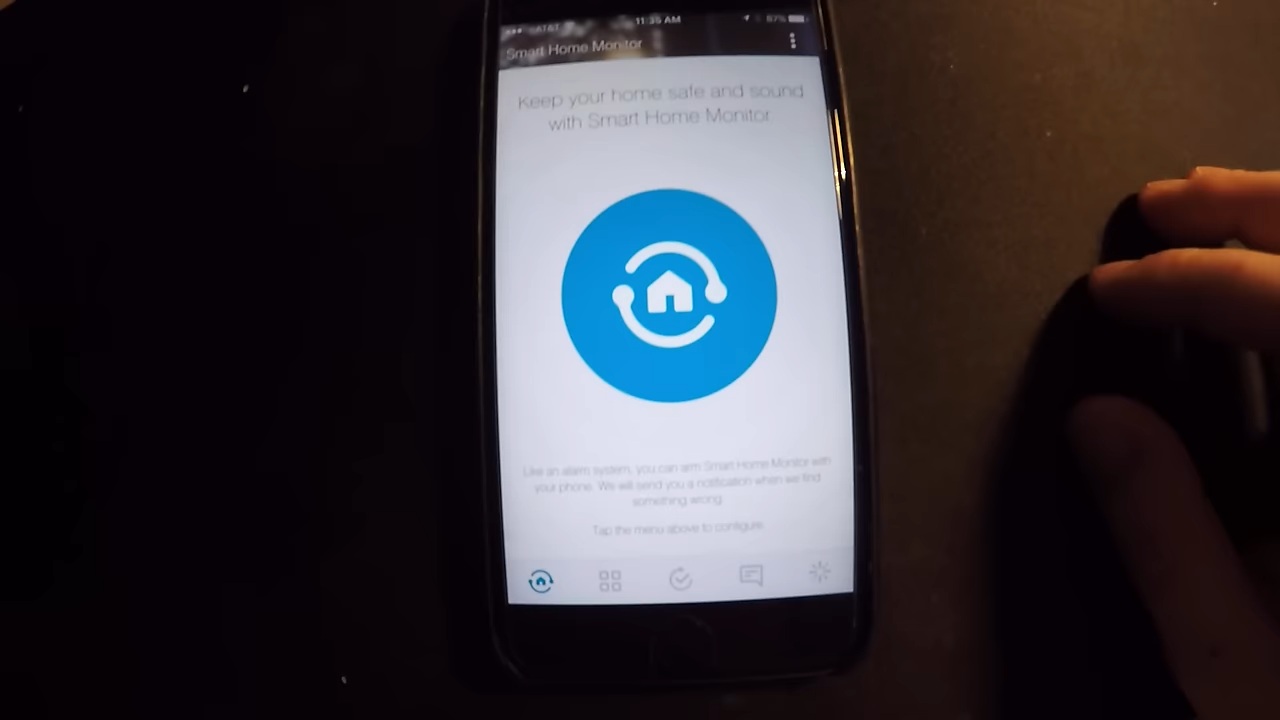 AT&T 11:35 AM 87%
Smart Home Monitor
Keep your home safe and sound
with Smart Home Monitor
Like an alarm system, you can arm Smart Home Monitor with
your phone. We will send you a notification when we find
something wrong.
Tap the menu above to configure.